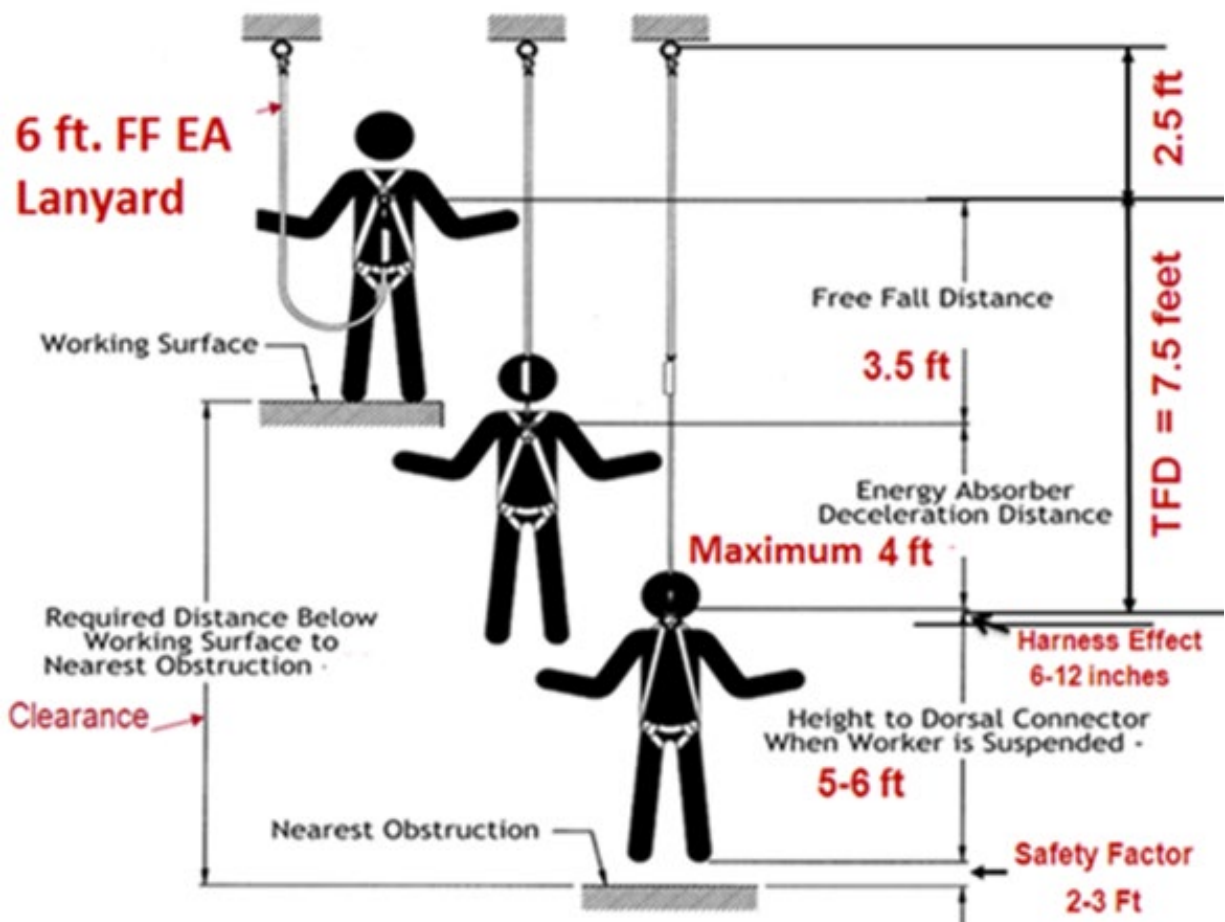 6 ft. FF EA
Lanyard
2.5 ft
Free Fall Distance
3.5 ft
TFD = 7.5 feet
Working Surface
Energy Absorber
Deceleration Distance
Maximum 4 ft
Required Distance Below
Working Surface to
Nearest Obstruction -
Clearance
Harness Effect
6-12 inches
Height to Dorsal Connector
When Worker is Suspended -
5-6 ft
Nearest Obstruction
Safety Factor
2-3 Ft